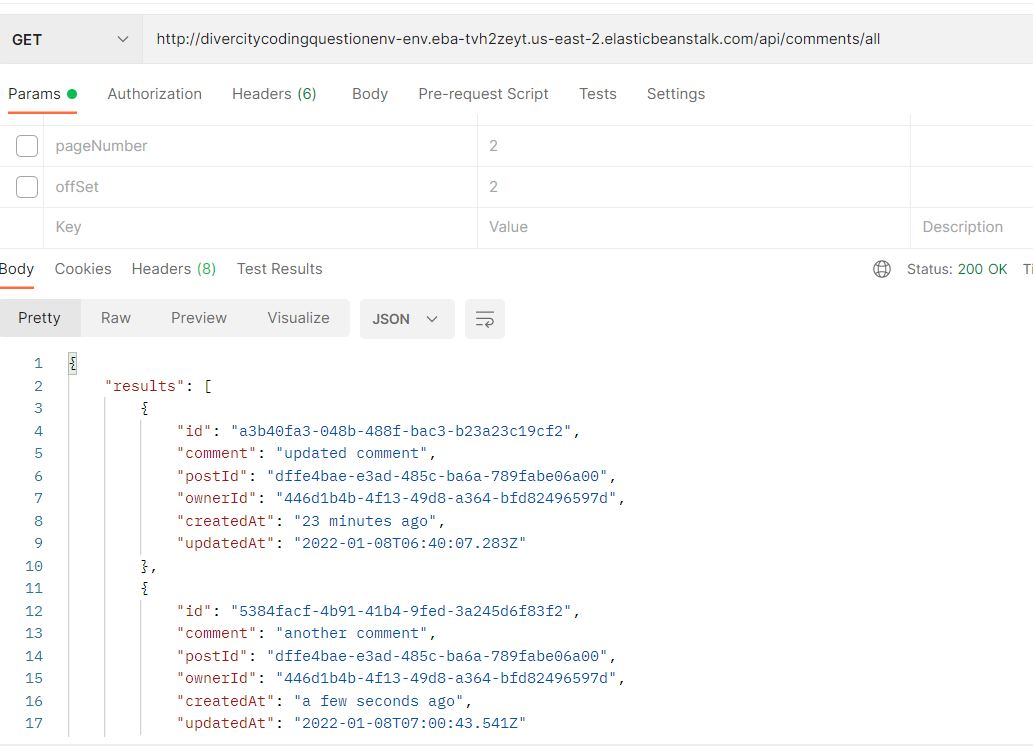 GET http://divercitycodingquestionenv-env.eba-tvh2zeyt.us-east-2.elasticbeanstalk.com/api/comments/all
Params Authorization Headers (6) Body Pre-request Script Tests Settings
pageNumber 2
offSet 2
Key Value Description
Body Cookies Headers (8) Test Results Status: 200 OK
Pretty Raw Preview Visualize JSON
1 {
2 "results": [
3 {
4 "id": "a3b40fa3-048b-488f-bac3-b23a23c19cf2",
5 "comment": "updated comment",
6 "postId": "dffe4bae-e3ad-485c-ba6a-789fabe06a00",
7 "ownerId": "446d1b4b-4f13-49d8-a364-bfd82496597d",
8 "createdAt": "23 minutes ago",
9 "updatedAt": "2022-01-08T06:40:07.283Z"
10 },
11 {
12 "id": "5384facf-4b91-41b4-9fed-3a245d6f83f2",
13 "comment": "another comment",
14 "postId": "dffe4bae-e3ad-485c-ba6a-789fabe06a00",
15 "ownerId": "446d1b4b-4f13-49d8-a364-bfd82496597d",
16 "createdAt": "a few seconds ago",
17 "updatedAt": "2022-01-08T07:00:43.541Z"